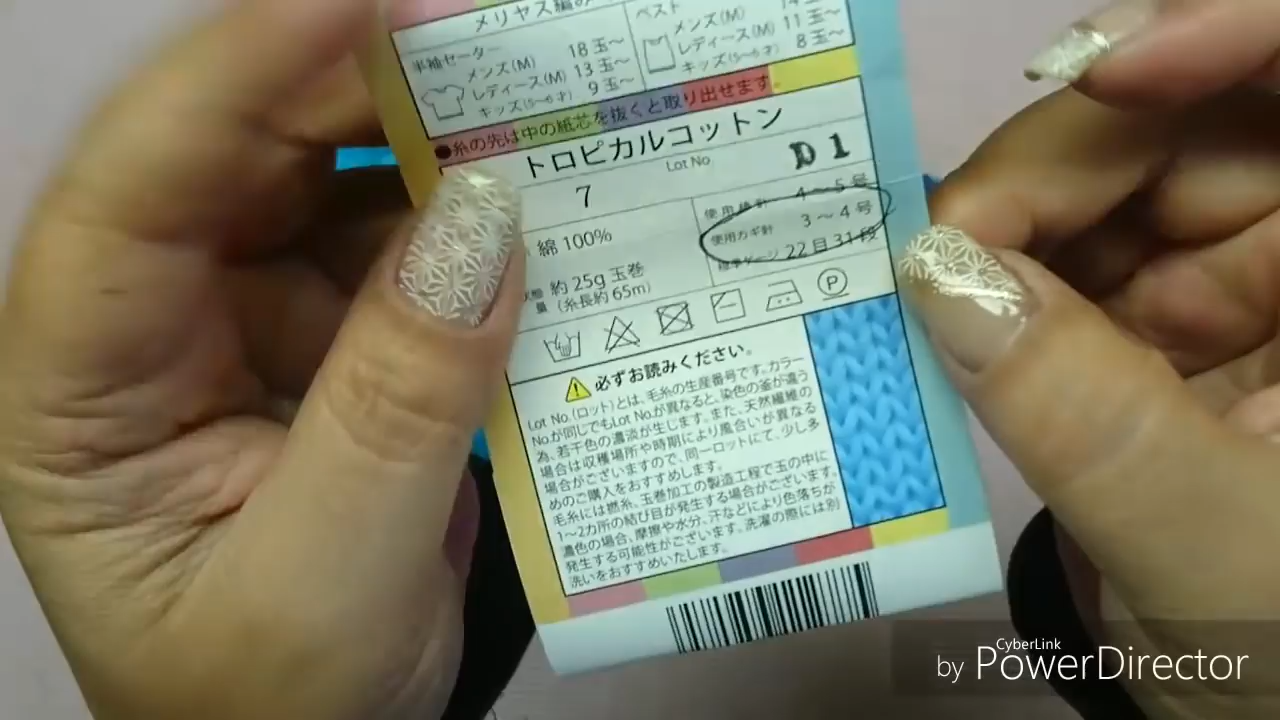 メリヤス編み
半袖セーター
メンズ(M) 18玉〜
レディース(M) 13玉〜
キッズ(5〜6才) 9玉〜
ベスト
メンズ(M) 14玉〜
レディース(M) 11玉〜
キッズ(5〜6才) 8玉〜
●糸の先は中の紙芯を抜くと取り出せます。
トロピカルコットン
7
Lot No.
D1
綿 100%
約25g 玉巻
量 (糸長約65m)
使用棒針 4〜5号
使用カギ針 3〜4号
標準ゲージ 22目31段
P
必ずお読みください。
Lot No.(ロット)とは、毛糸の生産番号です。カラー
No.が同じでもLot No.が異なると、染色の釜が違う
為、若干色の濃淡が生じます。また、天然繊維の
場合は収穫場所や時期により風合いが異なる
場合がございますので、同一ロットにて、少し多
めのご購入をおすすめします。
毛糸には撚糸、玉巻加工の製造工程で玉の中に
1〜2カ所の結び目が発生する場合がございます。
濃色の場合、摩擦や水分、汗などにより色落ちが
発生する可能性がございます。洗濯の際には別
洗いをおすすめいたします。
CyberLink
by PowerDirector